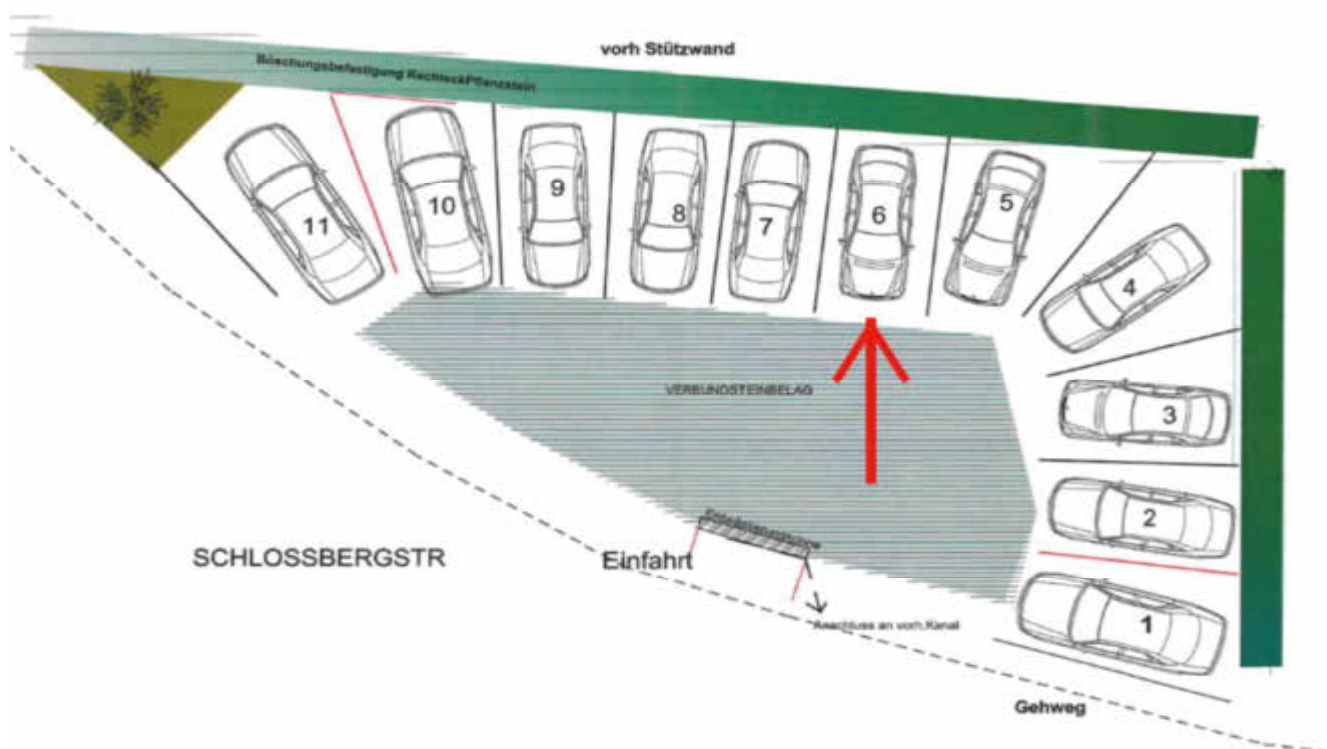 vorh Stützwand
Böschungsbefestigung RechteckPflanzstein
11
10
9
8
7
6
5
4
3
2
1
VERBUNDSTEINBELAG
SCHLOSSBERGSTR
Einfahrt
Anschluss an vorh.Kanal
Gehweg